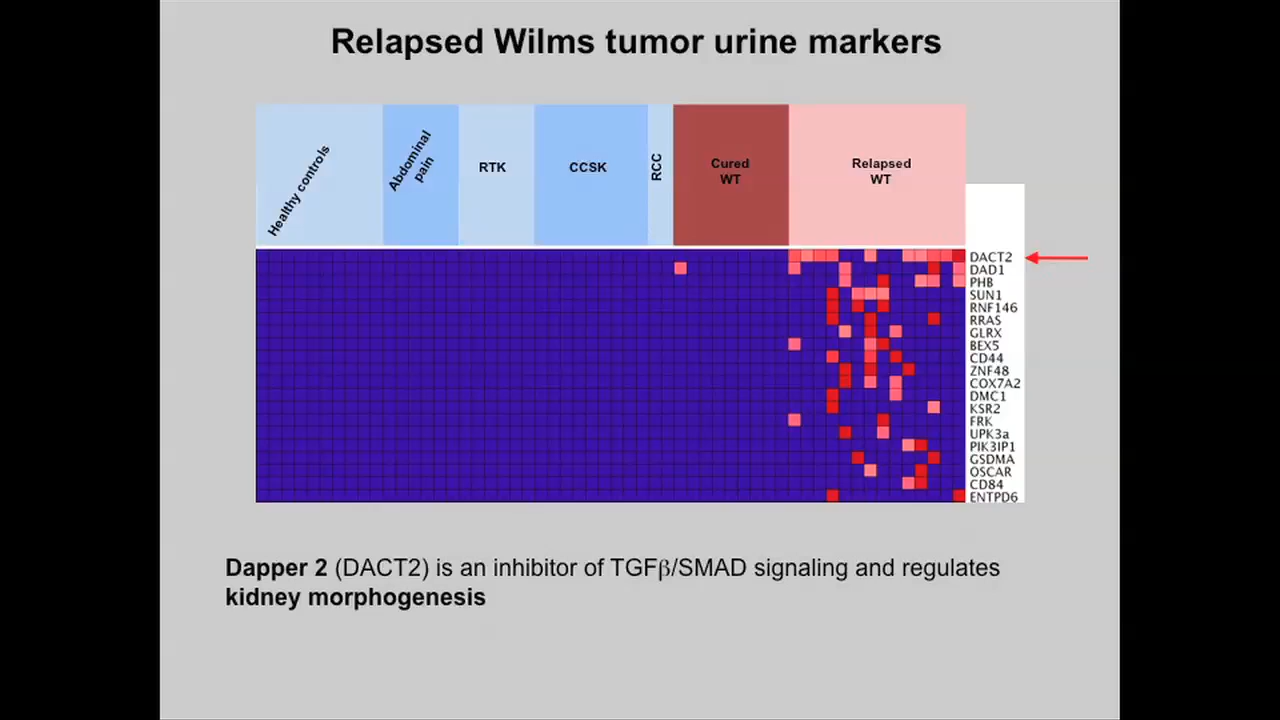 Relapsed Wilms tumor urine markers
Healthy controls
Abdominal
pain
RTK
CCSK
RCC
Cured
WT
Relapsed
WT
DACT2
DAD1
PHB
SUN1
RNF146
RRAS
GLRX
BEX5
CD44
ZNF48
COX7A2
DMC1
KSR2
FRK
UPK3a
PIK3IP1
GSDMA
OSCAR
CD84
ENTPD6
Dapper 2 (DACT2) is an inhibitor of TGFβ/SMAD signaling and regulates
kidney morphogenesis